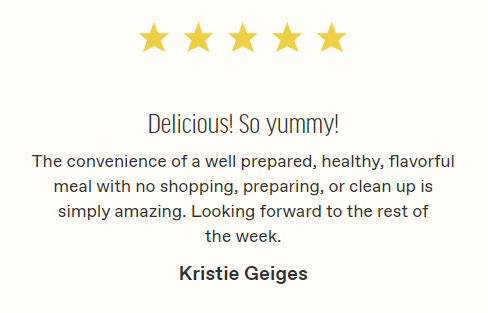 Delicious! So yummy!
The convenience of a well prepared, healthy, flavorful
meal with no shopping, preparing, or clean up is
simply amazing. Looking forward to the rest of
the week.
Kristie Geiges